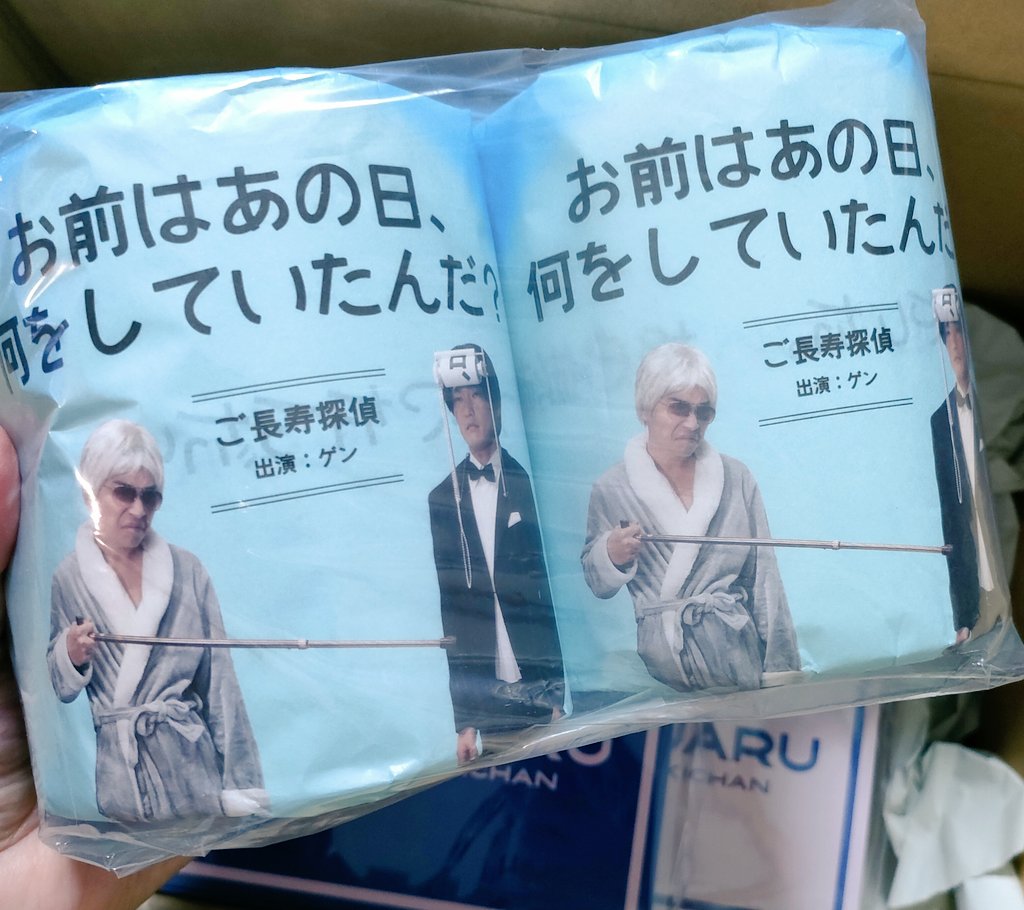 お前はあの日、
何をしていたんだ?
ご長寿探偵
出演：ゲン
お前はあの日、
何をしていたんだ
ご長寿探偵
出演：ゲン
ARU
CHAN